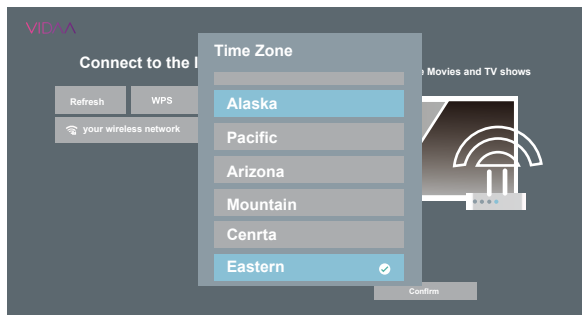 VIDAA
Time Zone
Connect to the I
Movies and TV shows
Refresh
WPS
your wireless network
Alaska
Pacific
Arizona
Mountain
Cenrta
Eastern
Confirm